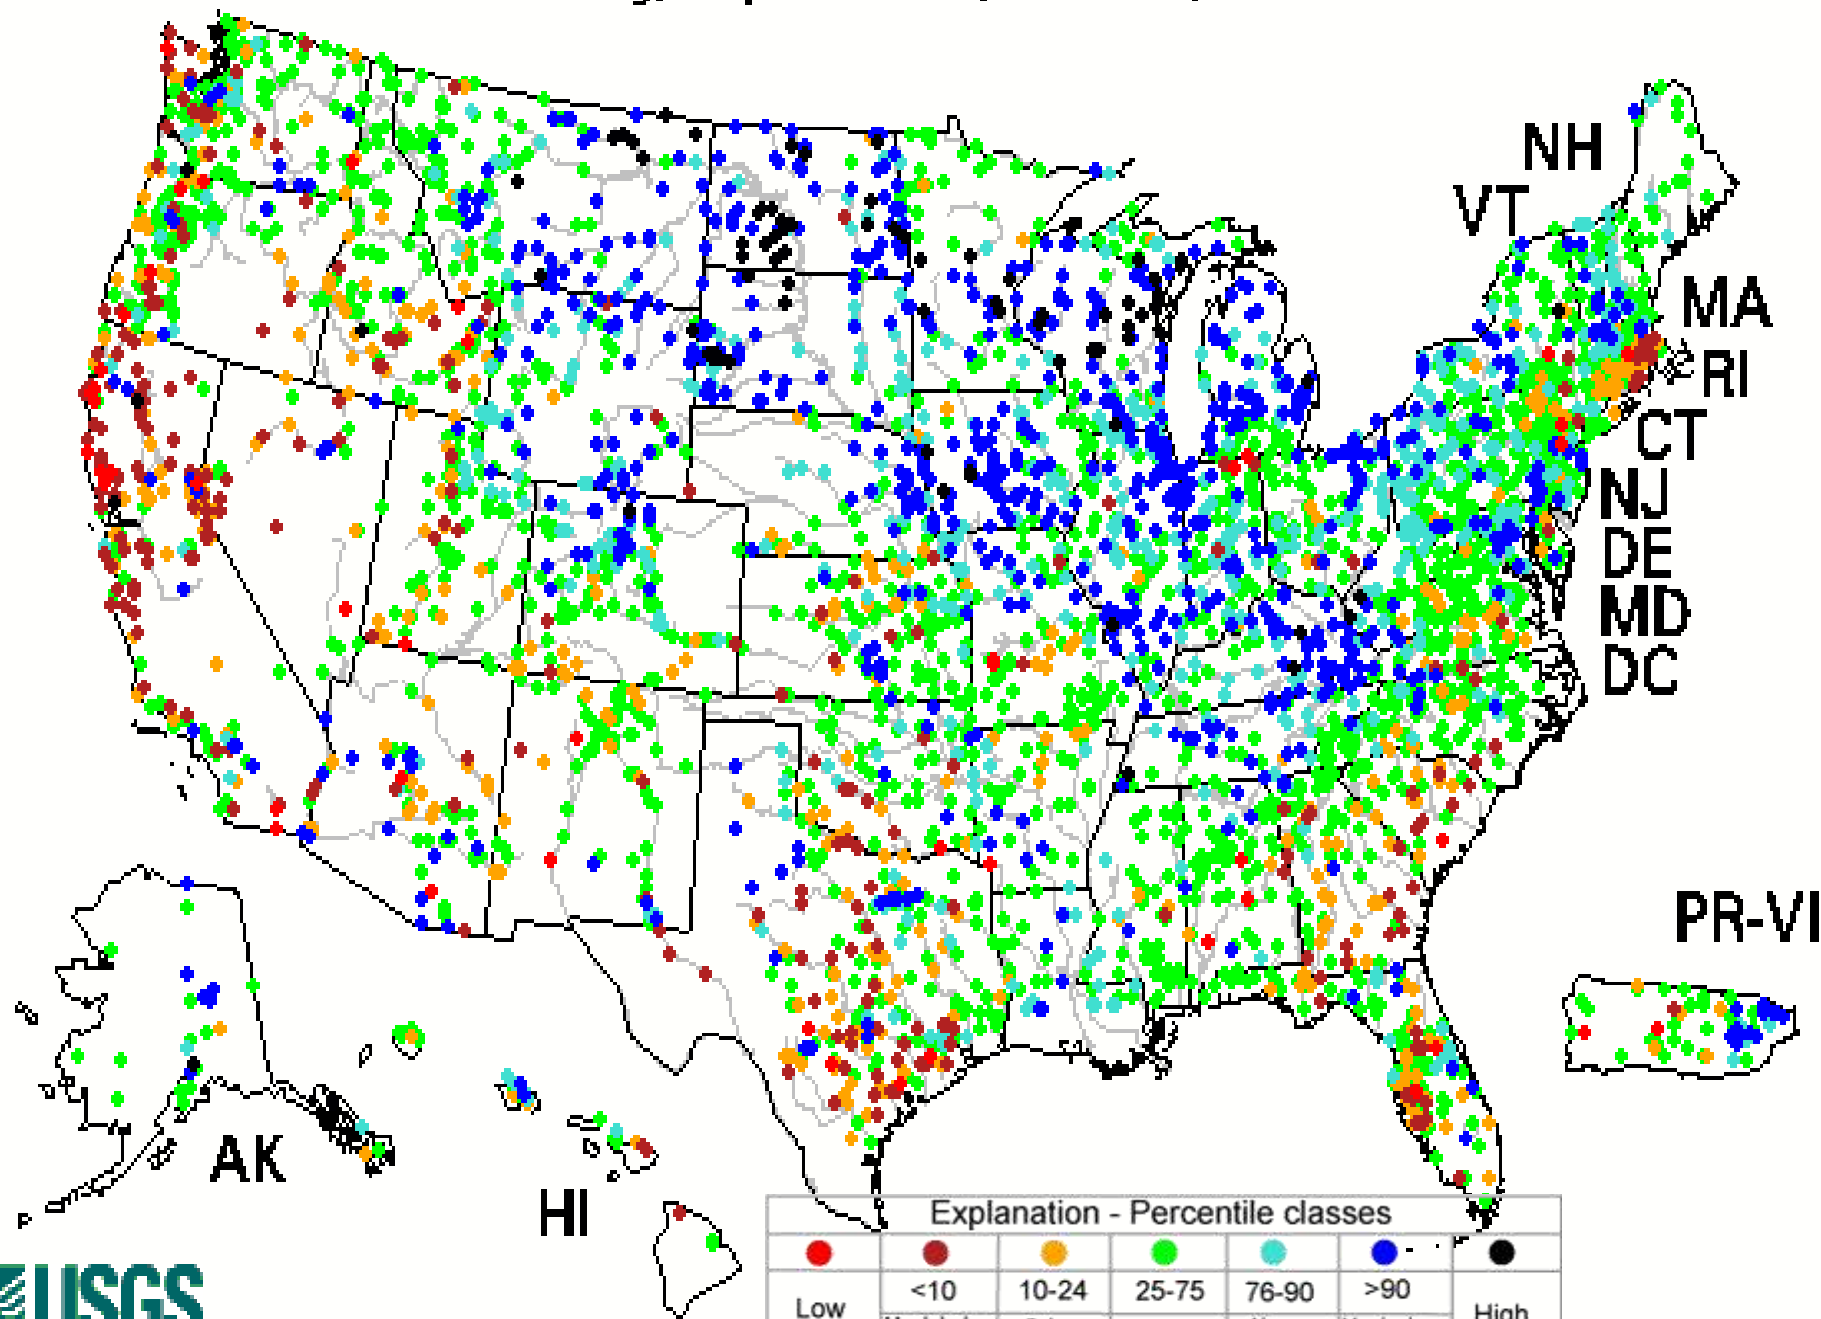 NH
VT
MA
RI
CT
NJ
DE
MD
DC
PR-VI
AK
HI
USGS
Explanation - Percentile classes
<10 10-24 25-75 76-90 >90
Low High